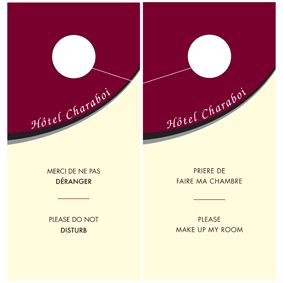 Hôtel Charaboi
MERCI DE NE PAS
DÉRANGER
PLEASE DO NOT
DISTURB
Hôtel Charaboi
PRIERE DE
FAIRE MA CHAMBRE
PLEASE
MAKE UP MY ROOM